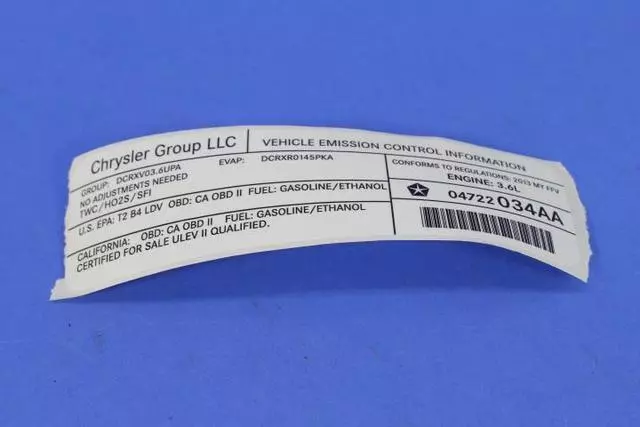 Chrysler Group LLC
VEHICLE EMISSION CONTROL INFORMATION
GROUP: DCRXV03.6UPA EVAP: DCRXR0145PKA
NO ADJUSTMENTS NEEDED
TWC/HO2S/SFI
U.S. EPA: T2 B4 LDV OBD: CA OBD II FUEL: GASOLINE/ETHANOL
CALIFORNIA: OBD: CA OBD II FUEL: GASOLINE/ETHANOL
CERTIFIED FOR SALE ULEV II QUALIFIED.
CONFORMS TO REGULATIONS: 2013 MY FFV
ENGINE: 3.6L
04722034AA